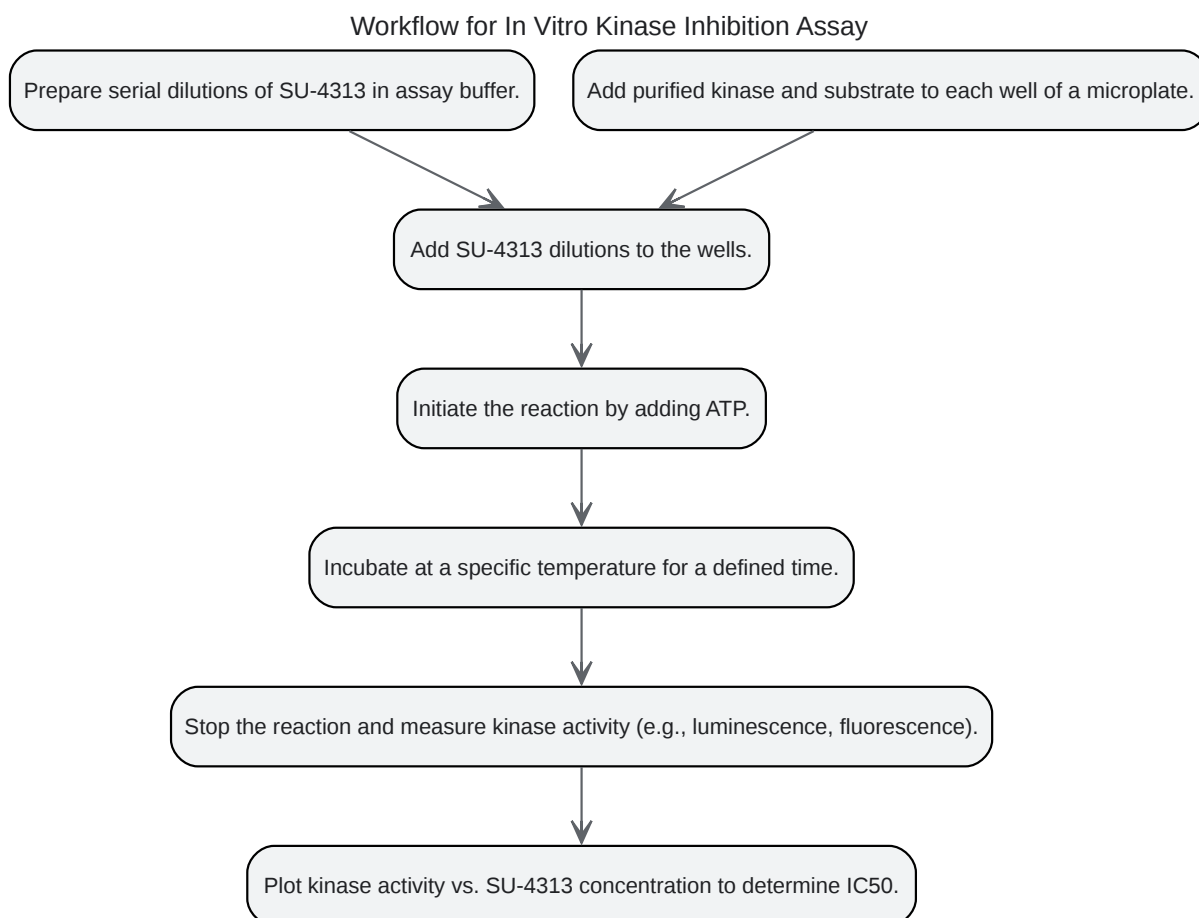 Workflow for In Vitro Kinase Inhibition Assay
Prepare serial dilutions of SU-4313 in assay buffer.
Add purified kinase and substrate to each well of a microplate.
Add SU-4313 dilutions to the wells.
Initiate the reaction by adding ATP.
Incubate at a specific temperature for a defined time.
Stop the reaction and measure kinase activity (e.g., luminescence, fluorescence).
Plot kinase activity vs. SU-4313 concentration to determine IC50.